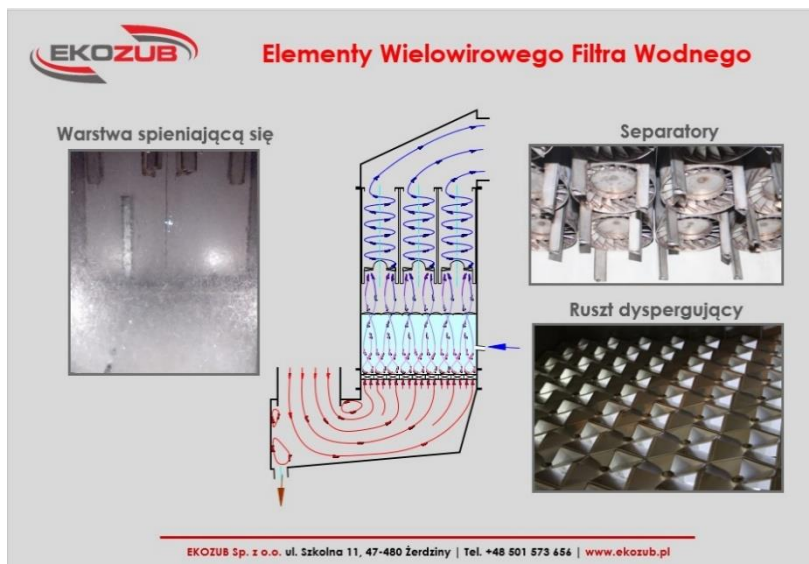 EKOZUB
Elementy Wielowirowego Filtra Wodnego
Warstwa spieniającą się
Separatory
Ruszt dyspergujący
EKOZUB Sp. z o.o. ul. Szkolna 11, 47-480 Żerdziny | Tel. +48 501 573 656 | www.ekozub.pl